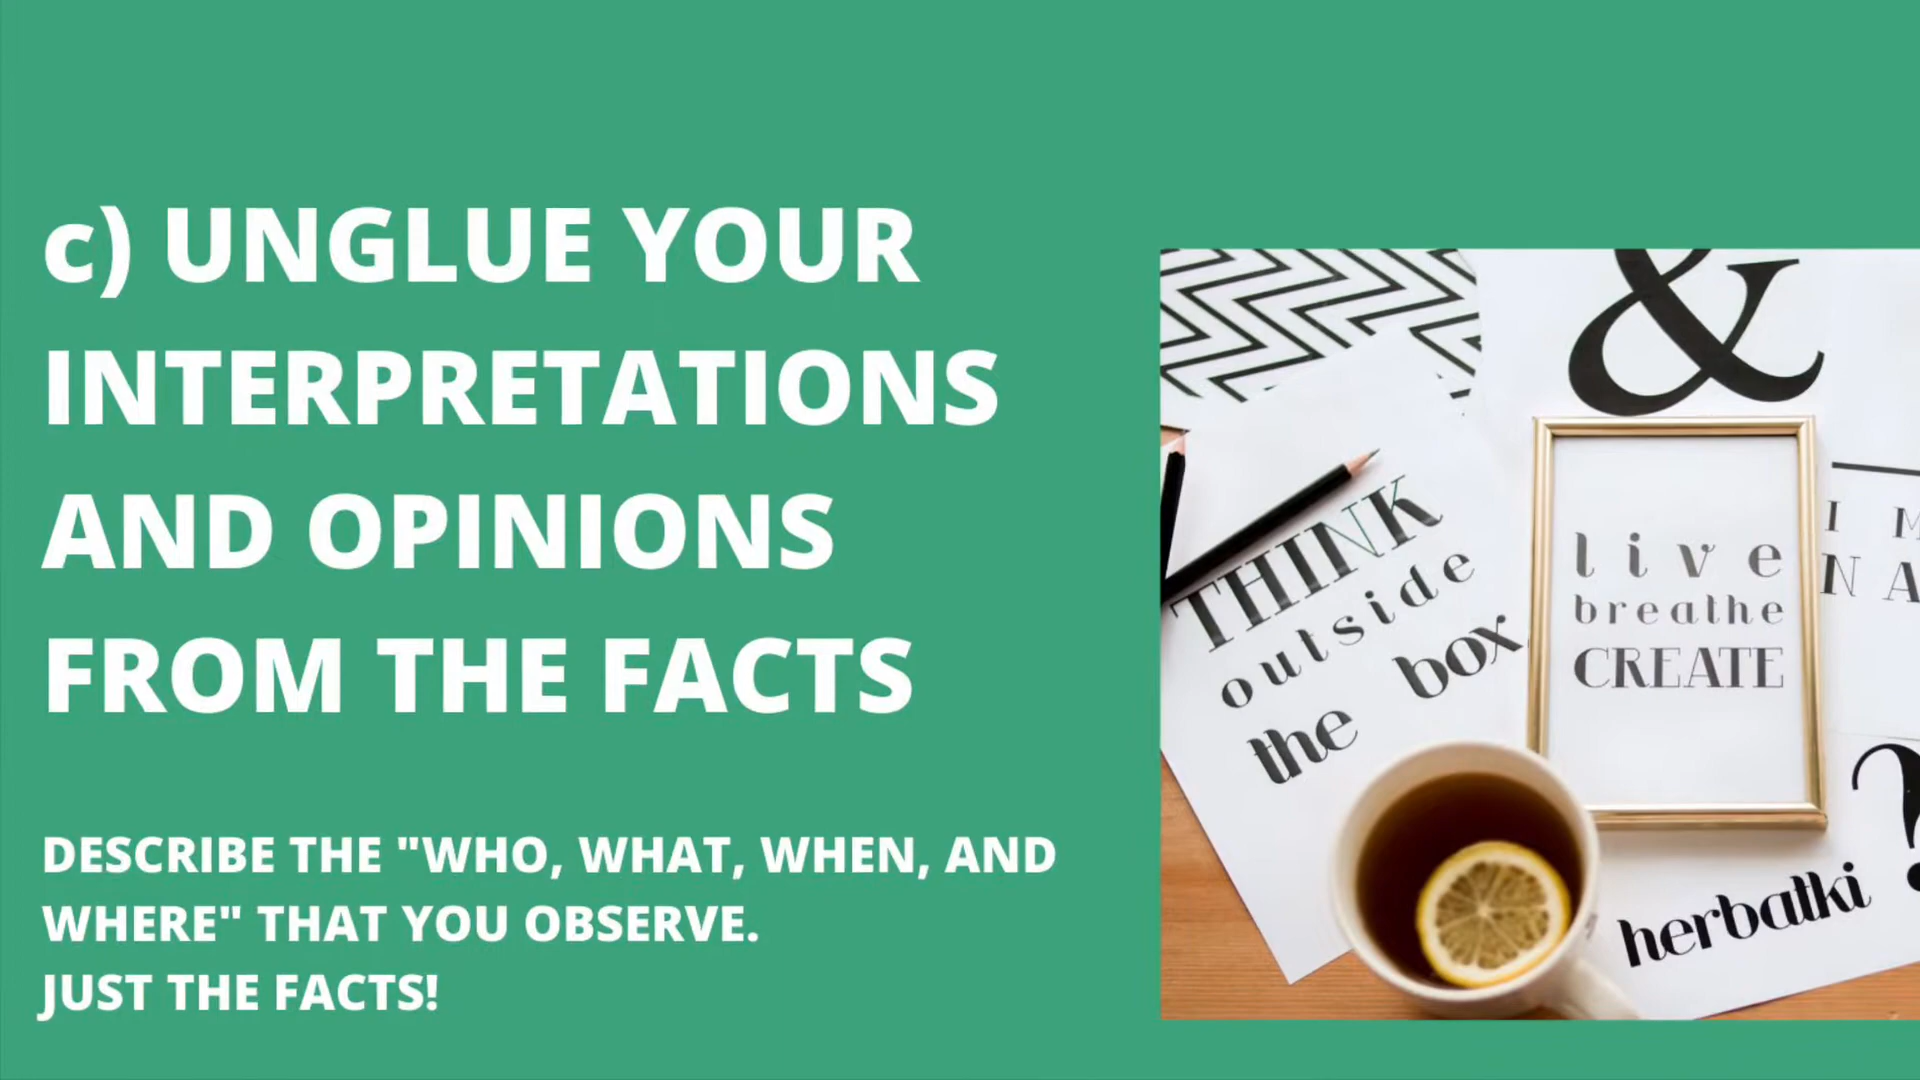 c) UNGLUE YOUR
INTERPRETATIONS
AND OPINIONS
FROM THE FACTS
DESCRIBE THE "WHO, WHAT, WHEN, AND
WHERE" THAT YOU OBSERVE.
JUST THE FACTS!
&
THINK
outside
the box
live
breathe
CREATE
I M
N A
?
herbatki